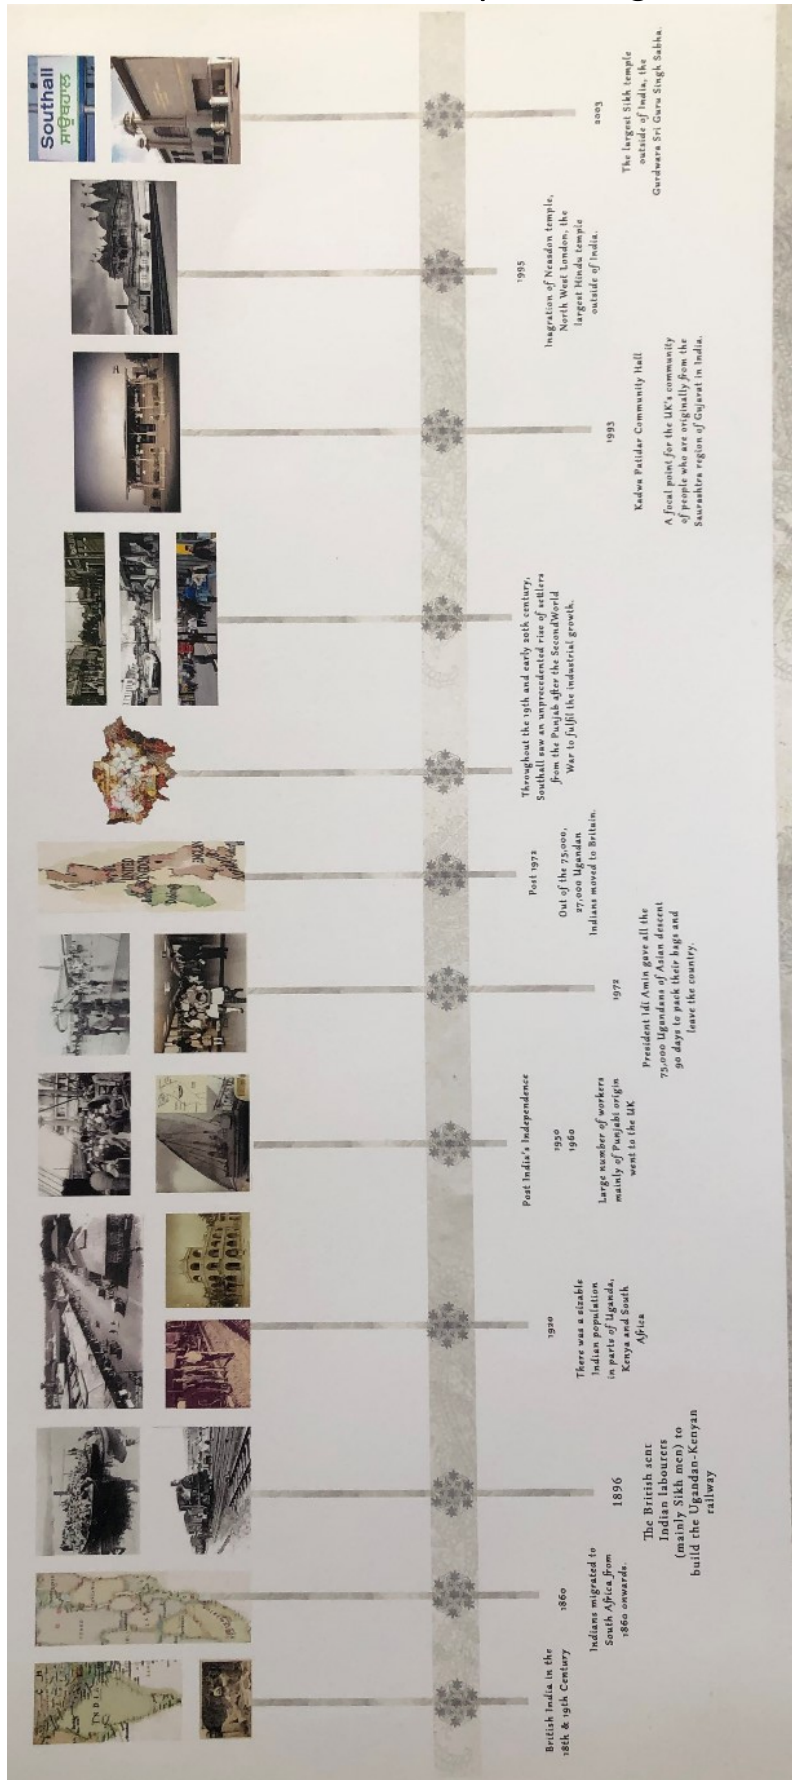 British India in the
18th & 19th Century
1860
Indians migrated to
South Africa from
1860 onwards.
1896
The British sent
Indian labourers
(mainly Sikh men) to
build the Ugandan-Kenyan
railway
1920
There was a sizable
Indian population
in parts of Uganda,
Kenya and South
Africa
Post India's Independence
1950
1960
Large number of workers
mainly of Punjabi origin
went to the UK
1972
President Idi Amin gave all the
75,000 Ugandans of Asian descent
90 days to pack their bags and
leave the country.
Post 1972
Out of the 75,000,
27,000 Ugandan
Indians moved to Britain.
Throughout the 19th and early 20th century,
Southall saw an unprecedented rise of settlers
from the Punjab after the SecondWorld
War to fulfil the industrial growth.
1993
Kadwa Patidar Community Hall
A focal point for the UK's community
of people who are originally from the
Saurashtra region of Gujarat in India.
1995
Inagration of Neasdon temple,
North West London, the
largest Hindu temple
outside of India.
2003
The largest Sikh temple
outside of India, the
Gurdwara Sri Guru Singh Sabha.
Southall
ਸਾਊਥਹਾਲ
INDIA
UNITED
KINGDOM